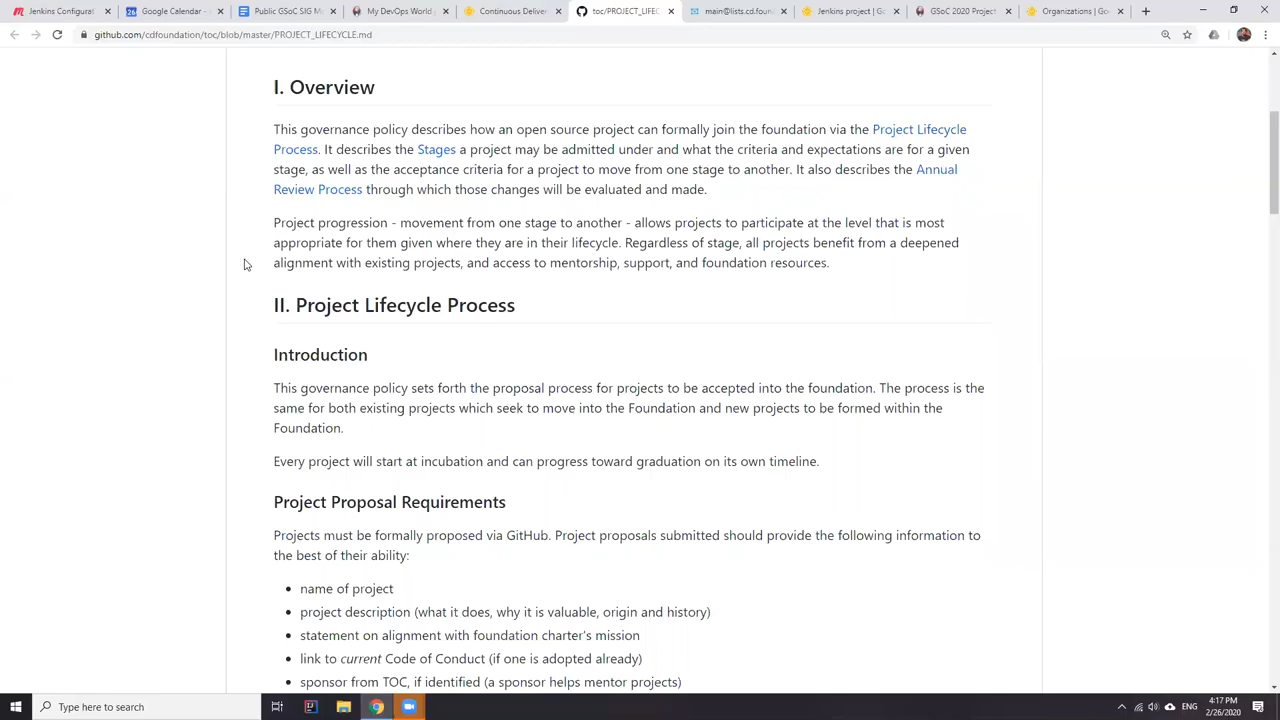 Jenkins Configurat
Google Calendar -
Public GSoC SIG M
My DevOps World
Continuous Deliver
toc/PROJECT_LIFEC
main@lists.cd.foun
Jenkins project | Go
GSoC 2020 Project
Organizations | Go
github.com/cdfoundation/toc/blob/master/PROJECT_LIFECYCLE.md
I. Overview
This governance policy describes how an open source project can formally join the foundation via the Project Lifecycle
Process. It describes the Stages a project may be admitted under and what the criteria and expectations are for a given
stage, as well as the acceptance criteria for a project to move from one stage to another. It also describes the Annual
Review Process through which those changes will be evaluated and made.
Project progression - movement from one stage to another - allows projects to participate at the level that is most
appropriate for them given where they are in their lifecycle. Regardless of stage, all projects benefit from a deepened
alignment with existing projects, and access to mentorship, support, and foundation resources.
II. Project Lifecycle Process
Introduction
This governance policy sets forth the proposal process for projects to be accepted into the foundation. The process is the
same for both existing projects which seek to move into the Foundation and new projects to be formed within the
Foundation.
Every project will start at incubation and can progress toward graduation on its own timeline.
Project Proposal Requirements
Projects must be formally proposed via GitHub. Project proposals submitted should provide the following information to
the best of their ability:
• name of project
• project description (what it does, why it is valuable, origin and history)
• statement on alignment with foundation charter's mission
• link to current Code of Conduct (if one is adopted already)
• sponsor from TOC, if identified (a sponsor helps mentor projects)
Type here to search
ENG
4:17 PM
2/26/2020